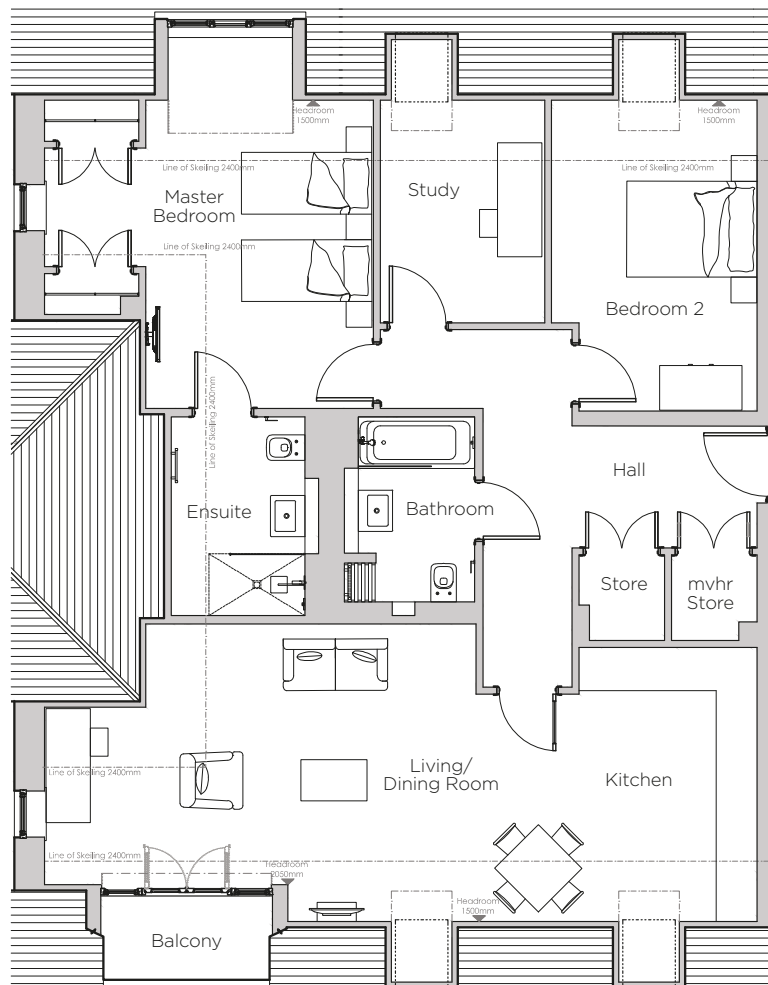 Headroom
1500mm
Headroom
1500mm
Line of Skeiling 2400mm
Line of Skeiling 2400mm
Master
Bedroom
Study
Line of Skeiling 2400mm
Bedroom 2
Line of Skeiling 2400mm
Hall
Ensuite
Bathroom
Store
mvhr
Store
Living/
Dining Room
Kitchen
Line of Skeiling 2400mm
Line of Skeiling 2400mm
Headroom
2050mm
Headroom
1500mm
Balcony